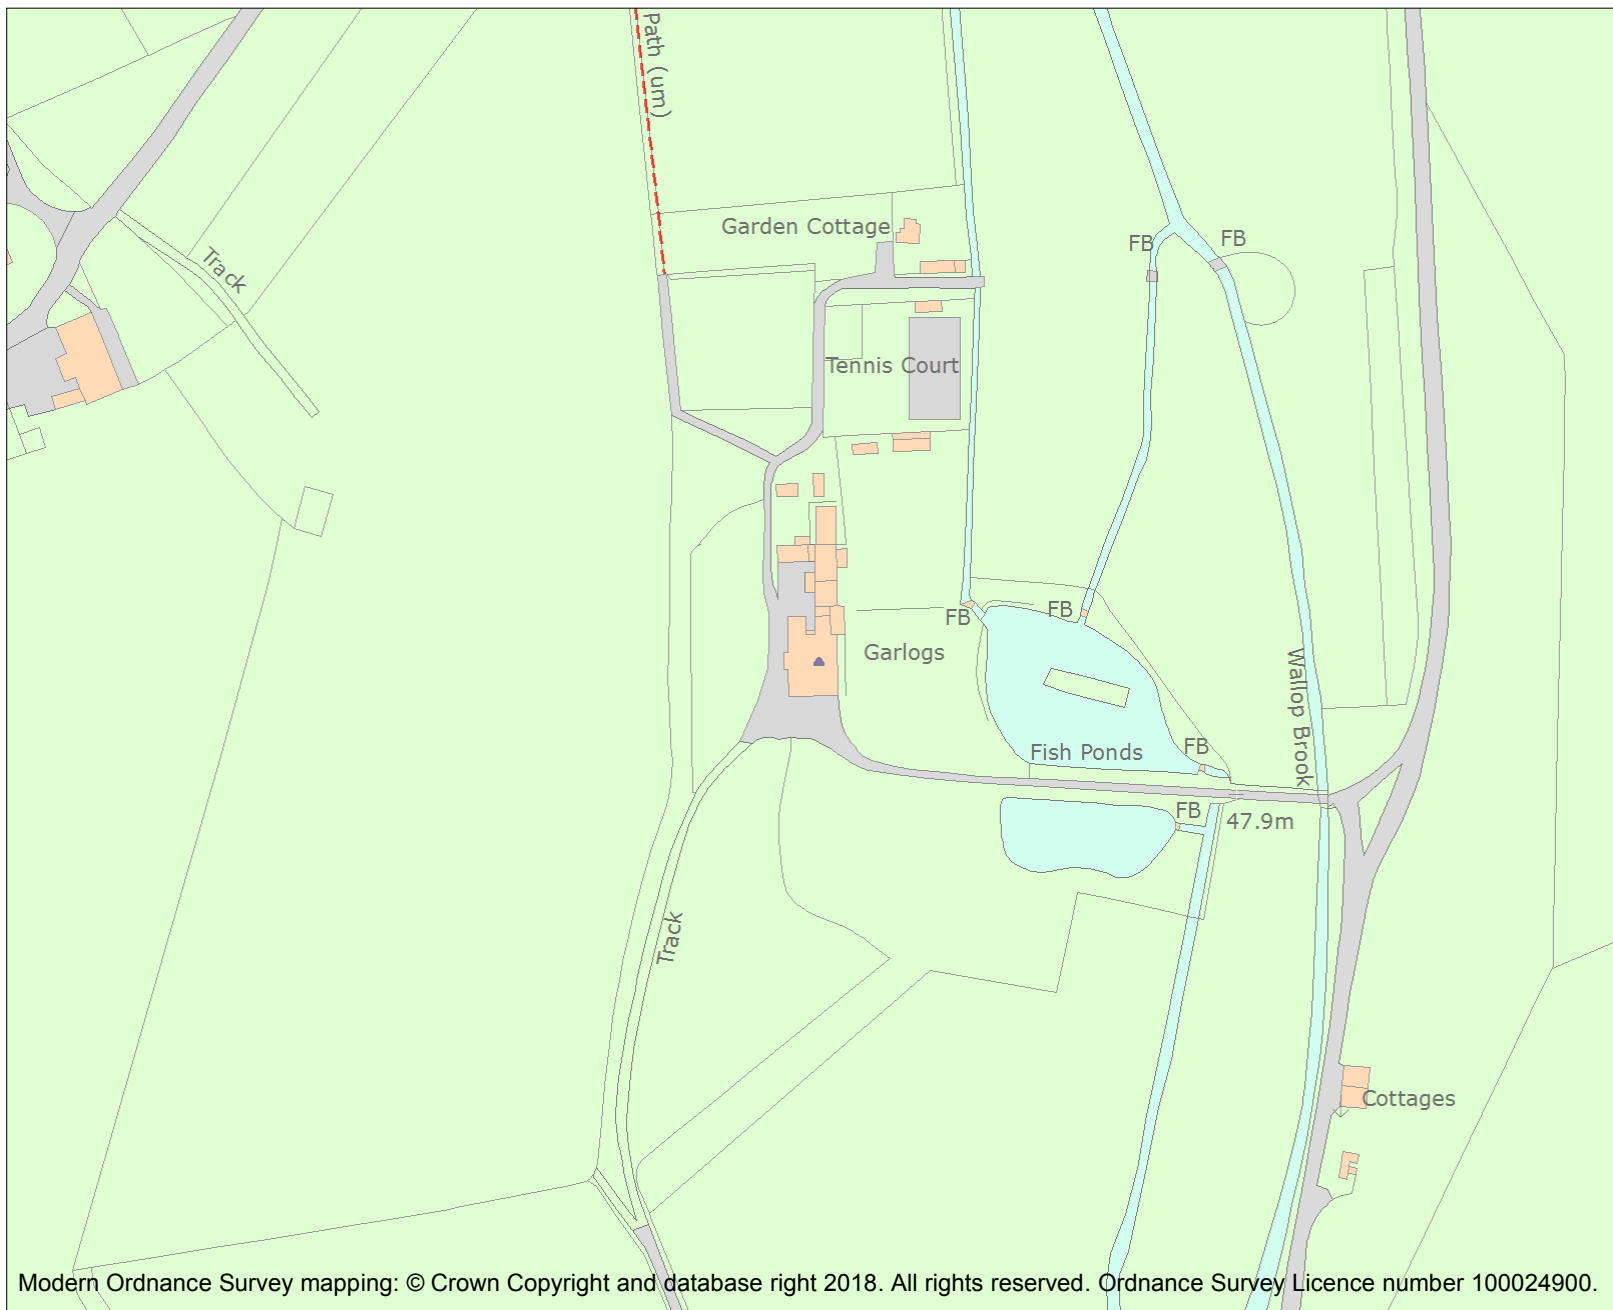 Path (um)
Garden Cottage
FB
FB
Track
Tennis Court
FB
FB
Garlogs
Wallop Brook
Fish Ponds
FB
FB
47.9m
Track
Cottages
Modern Ordnance Survey mapping: © Crown Copyright and database right 2018. All rights reserved. Ordnance Survey Licence number 100024900.